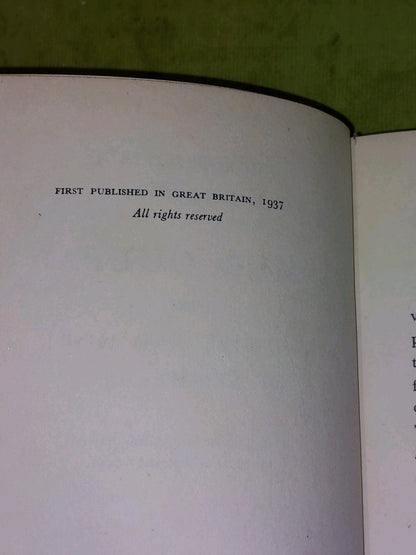 FIRST PUBLISHED IN GREAT BRITAIN, 1937
All rights reserved